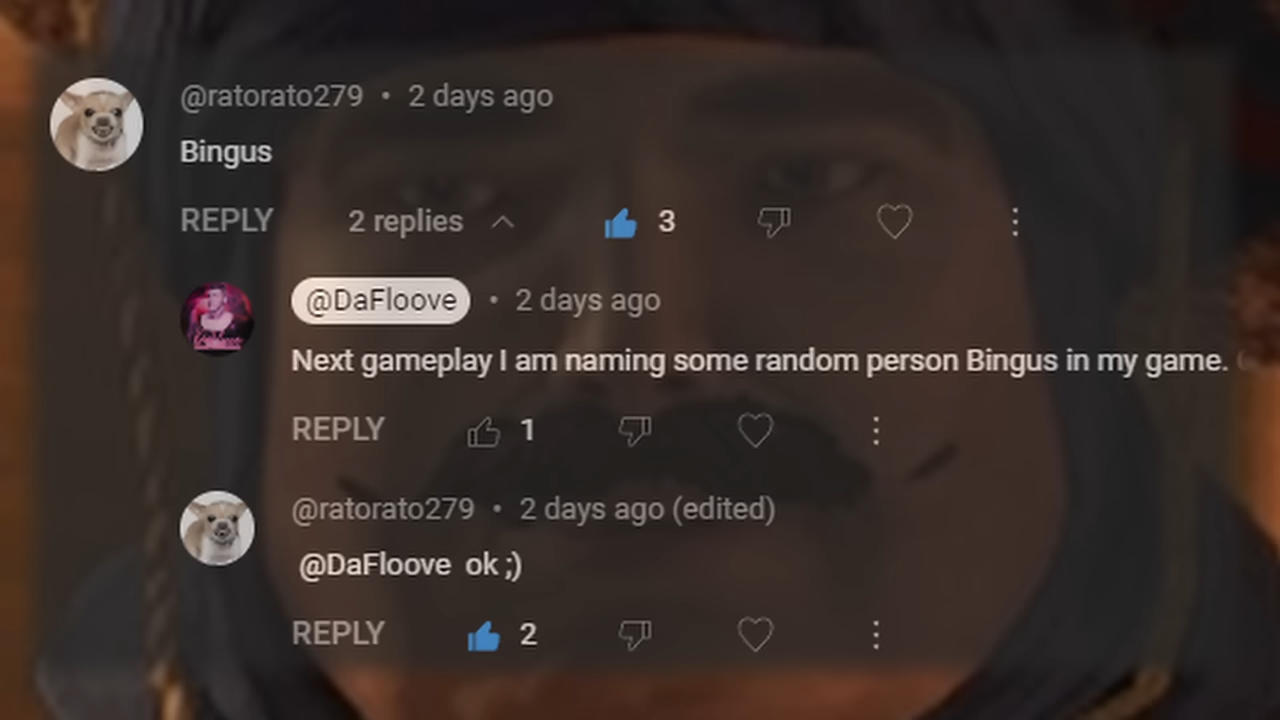 @ratorato279 • 2 days ago
Bingus
REPLY 2 replies 3
@DaFloove • 2 days ago
Next gameplay I am naming some random person Bingus in my game.
REPLY 1
@ratorato279 • 2 days ago (edited)
@DaFloove ok ;)
REPLY 2